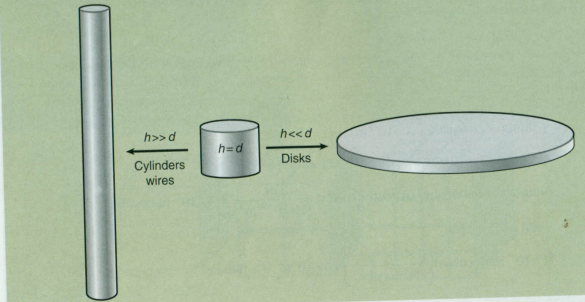 h>>d
Cylinders
wires
h=d
h<<d
Disks